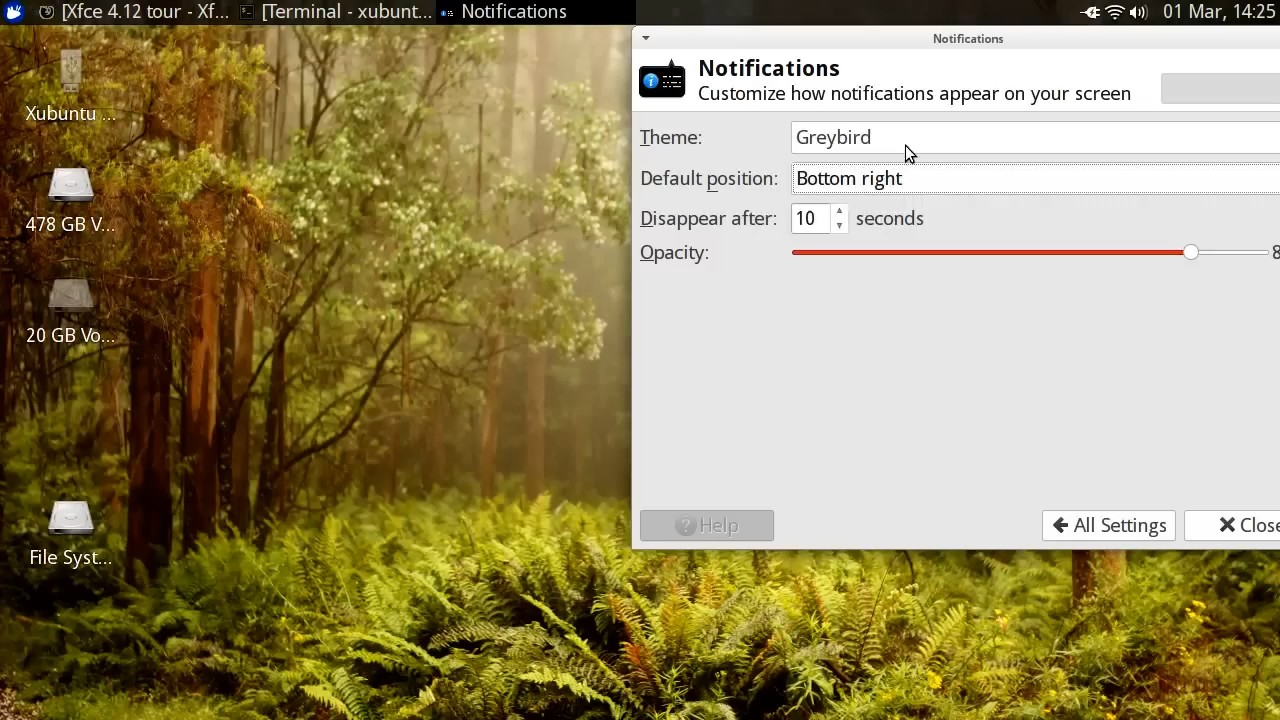 [Xfce 4.12 tour - Xf... [Terminal - xubunt... Notifications 01 Mar, 14:25
Notifications
Notifications
Customize how notifications appear on your screen
Theme: Greybird
Default position: Bottom right
Disappear after: 10 seconds
Opacity:
Help All Settings Close
Xubuntu ...
478 GB V...
20 GB Vo...
File Syst...